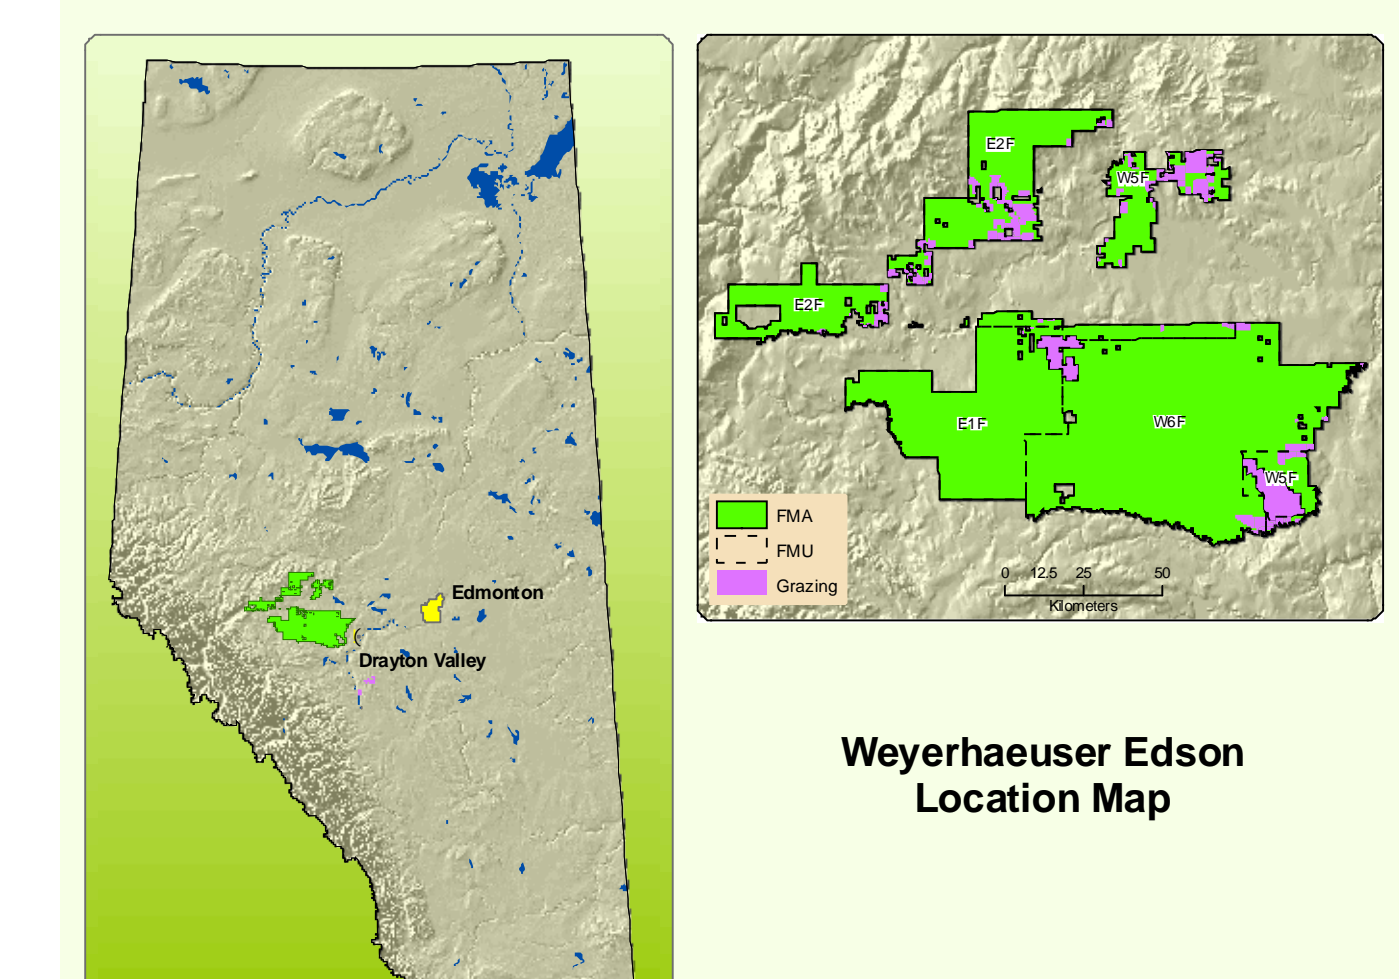 Edmonton
Drayton Valley
E2F
W5F
E2F
E1F
W6F
W5F
FMA
FMU
Grazing
0 12.5 25 50
Kilometers
Weyerhaeuser Edson
Location Map